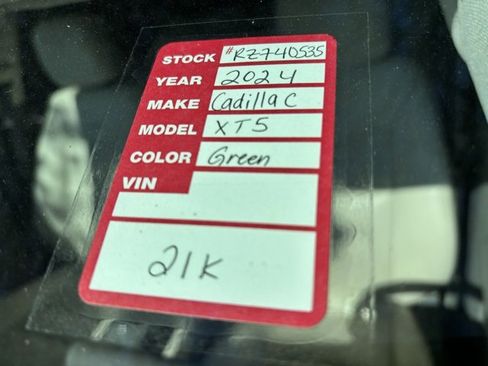 STOCK #RZ740535
YEAR 2024
MAKE Cadillac
MODEL XT5
COLOR Green
VIN
21K